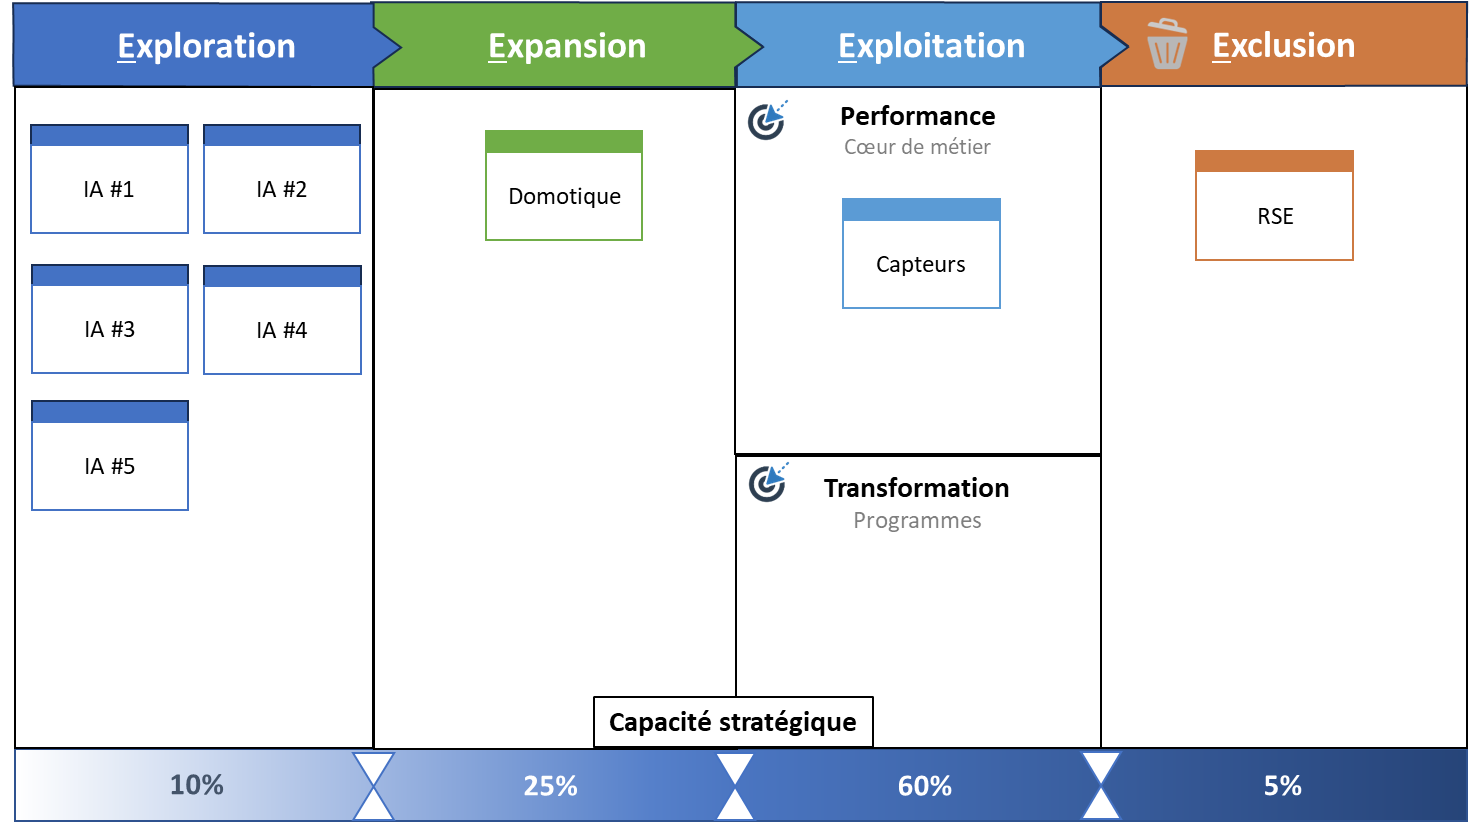 Exploration
Expansion
Exploitation
Exclusion
IA #1
IA #2
IA #3
IA #4
IA #5
Domotique
Performance
Cœur de métier
Capteurs
Transformation
Programmes
RSE
Capacité stratégique
10%
25%
60%
5%